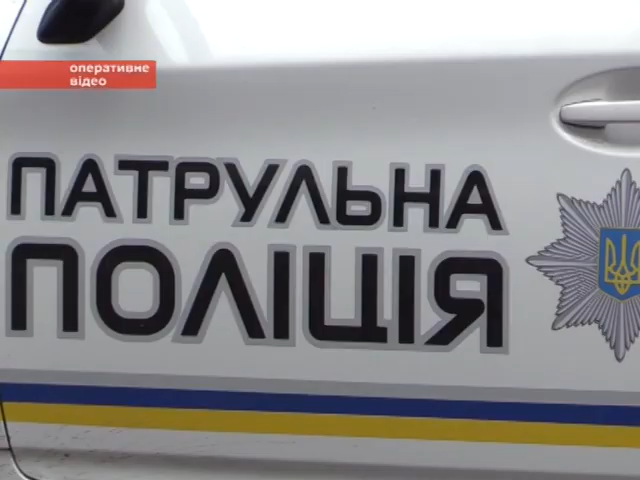 оперативне
відео
ПАТРУЛЬНА
ПОЛІЦІЯ